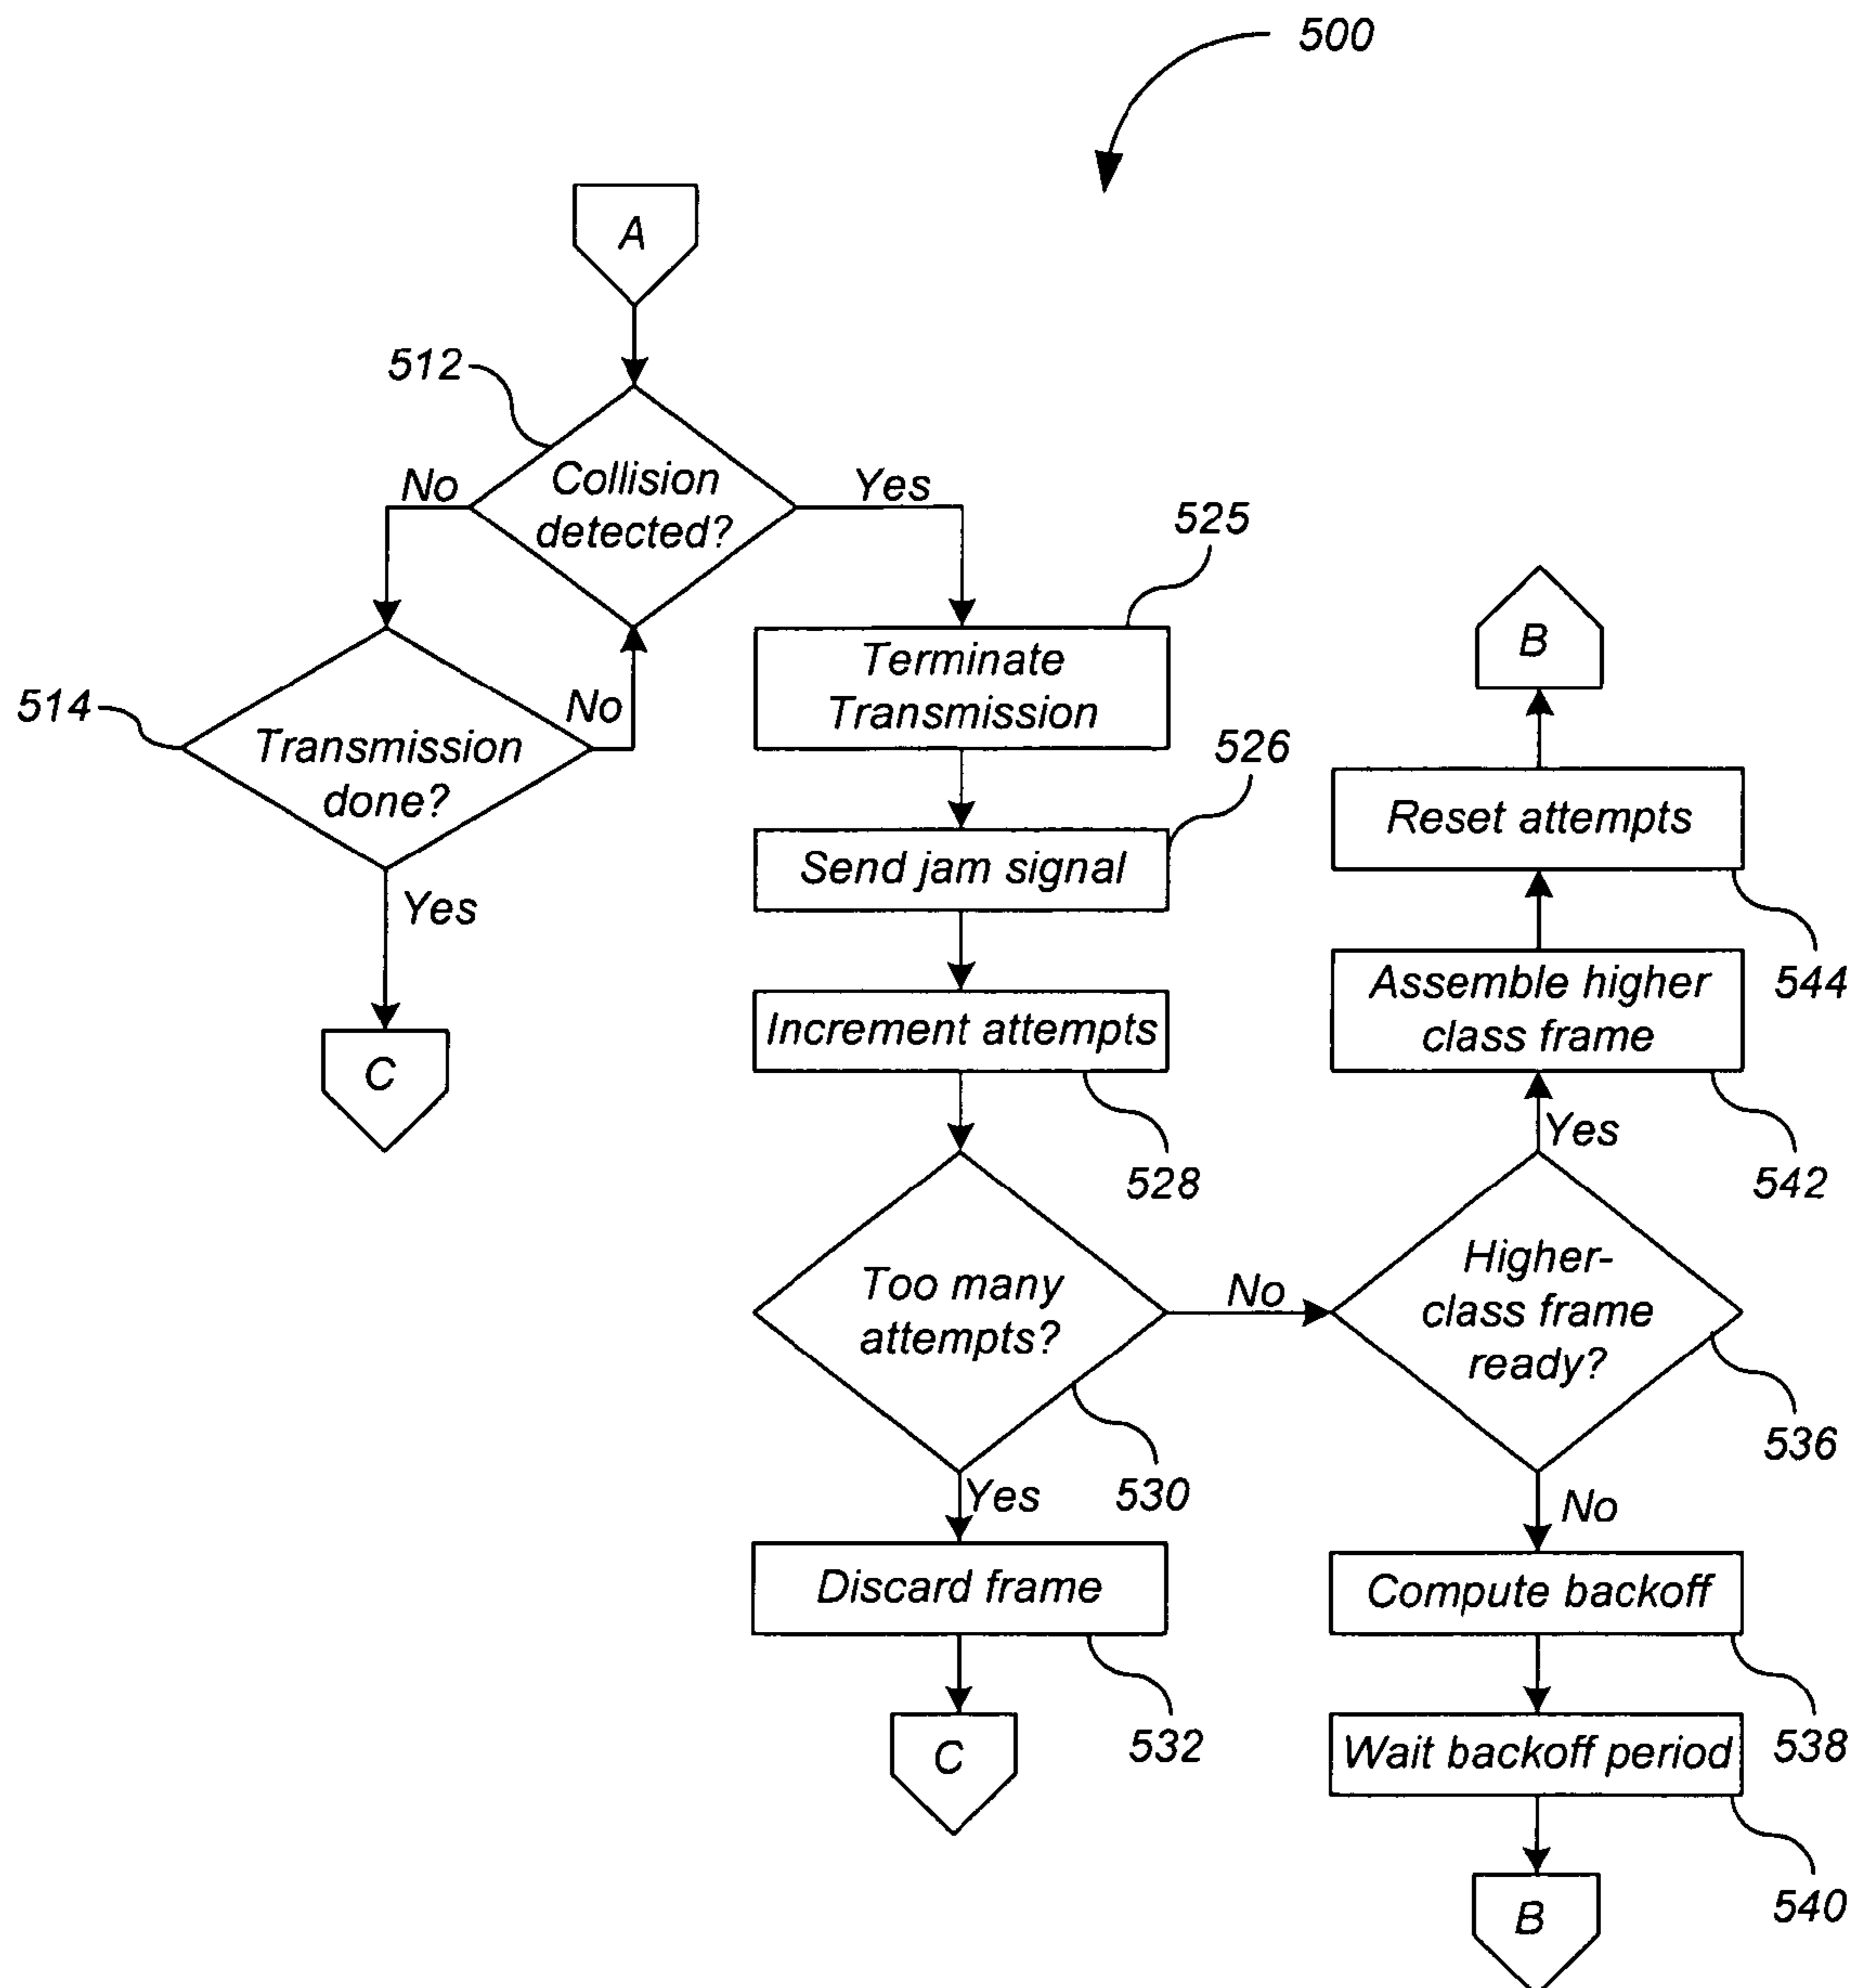 500
A
512
No
Collision
detected?
Yes
525
Terminate
Transmission
B
514
Transmission
done?
No
526
Send jam signal
Reset attempts
544
Yes
Increment attempts
528
Assemble higher
class frame
542
C
Yes
Too many
attempts?
No
Higher-
class frame
ready?
530
536
Yes
No
Discard frame
532
Compute backoff
538
C
Wait backoff period
540
B